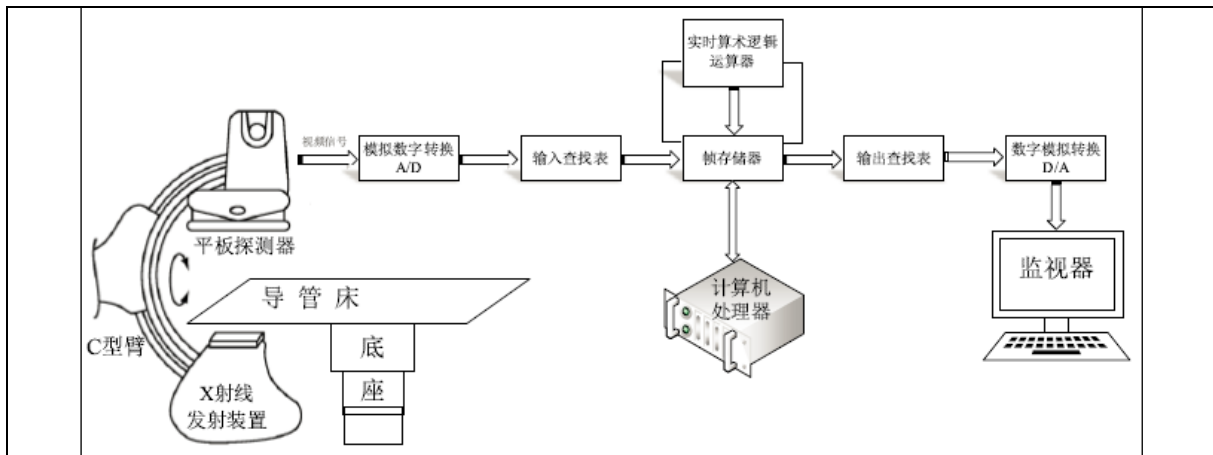 实时算术逻辑
运算器
视频信号
模拟数字转换
A/D
输入查找表
帧存储器
输出查找表
数字模拟转换
D/A
平板探测器
监视器
导管床
计算机
处理器
C型臂
底
座
X射线
发射装置